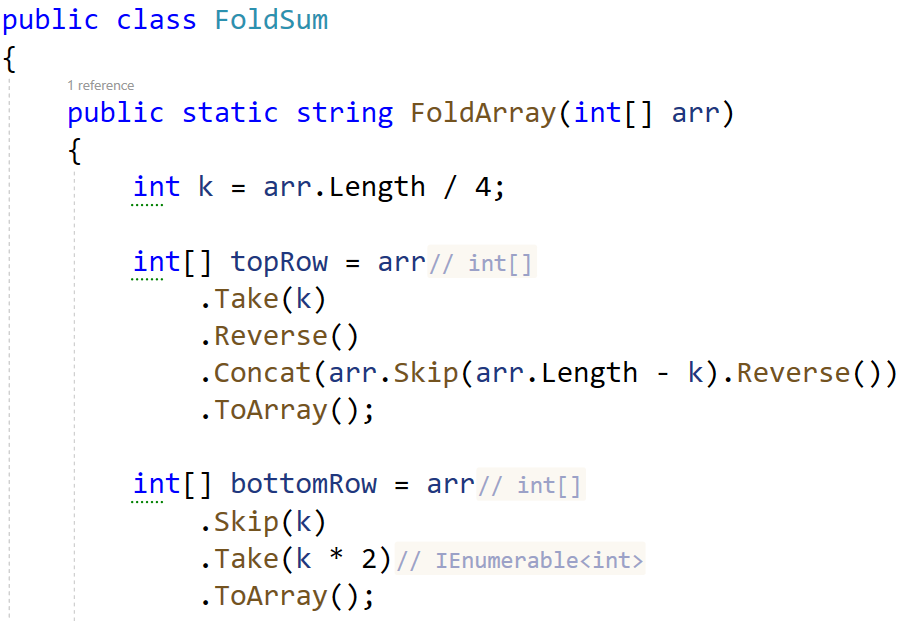 public class FoldSum
{
1 reference
public static string FoldArray(int[] arr)
{
int k = arr.Length / 4;
int[] topRow = arr// int[]
.Take(k)
.Reverse()
.Concat(arr.Skip(arr.Length - k).Reverse())
.ToArray();
int[] bottomRow = arr// int[]
.Skip(k)
.Take(k * 2)// IEnumerable<int>
.ToArray();